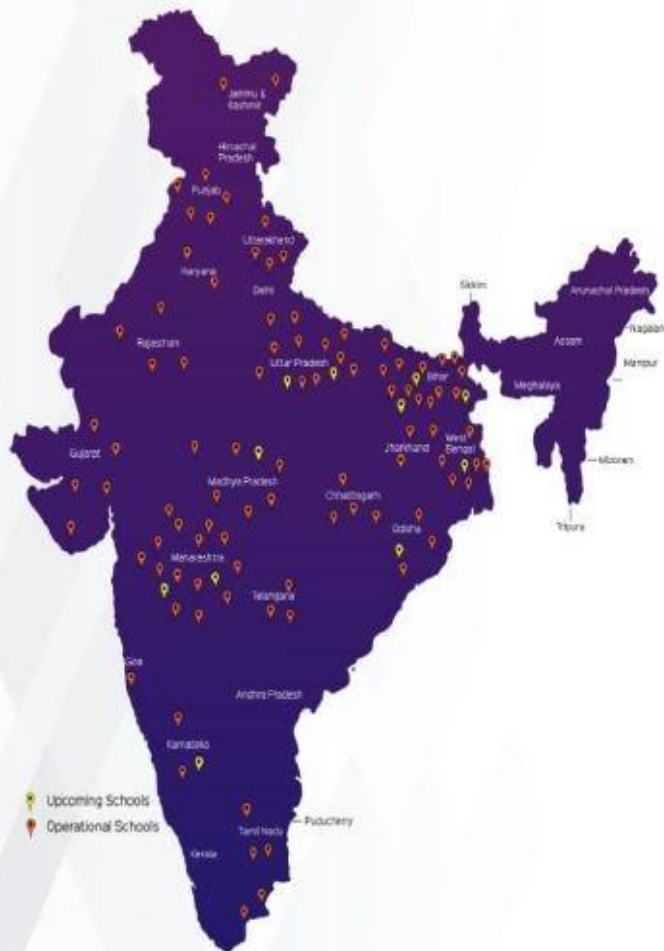 Jammu &
Kashmir
Himachal
Pradesh
Punjab
Uttarakhand
Haryana
Delhi
Sikkim
Arunachal Pradesh
Nagaland
Assam
Rajasthan
Uttar Pradesh
Bihar
Manipur
Meghalaya
Gujarat
Jharkhand
West
Bengal
Mizoram
Madhya Pradesh
Chhattisgarh
Tripura
Odisha
Maharashtra
Telangana
Goa
Andhra Pradesh
Karnataka
Upcoming Schools
Operational Schools
Puducherry
Tamil Nadu
Kerala